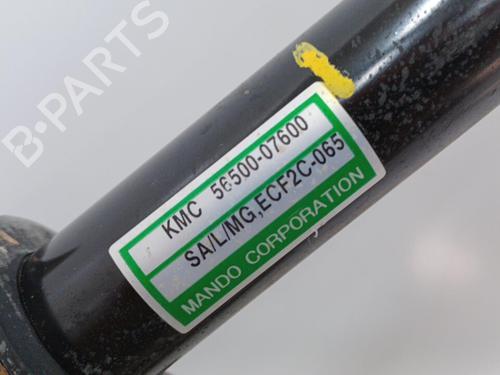 B-PARTS
KMC 56500-07600
SA/L/MG,ECF2C-065
MANDO CORPORATION